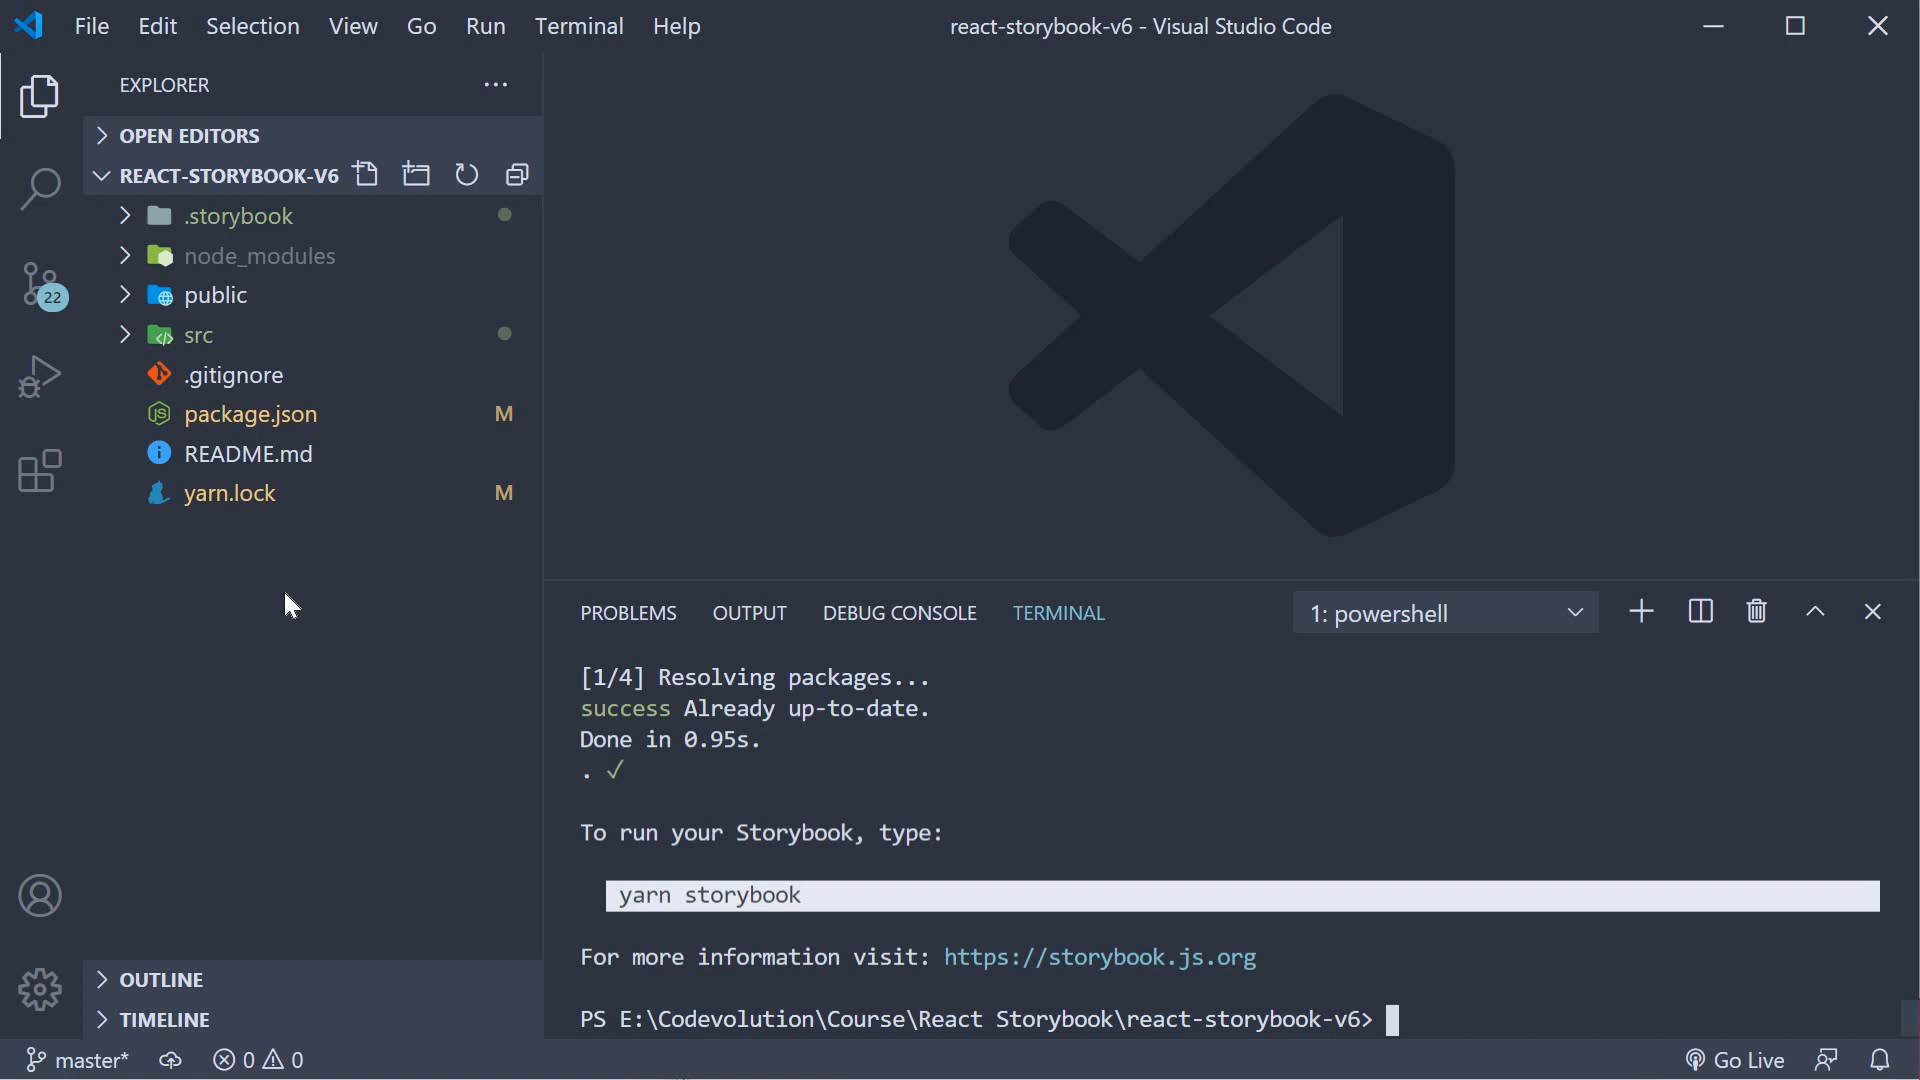 File Edit Selection View Go Run Terminal Help react-storybook-v6 - Visual Studio Code
EXPLORER
OPEN EDITORS
REACT-STORYBOOK-V6
.storybook
node_modules
public
src
.gitignore
package.json M
README.md
yarn.lock M
22
OUTLINE
TIMELINE
PROBLEMS OUTPUT DEBUG CONSOLE TERMINAL 1: powershell
[1/4] Resolving packages...
success Already up-to-date.
Done in 0.95s.
. ✓
To run your Storybook, type:
yarn storybook
For more information visit: https://storybook.js.org
PS E:\Codevolution\Course\React Storybook\react-storybook-v6>
master* 0 0 Go Live